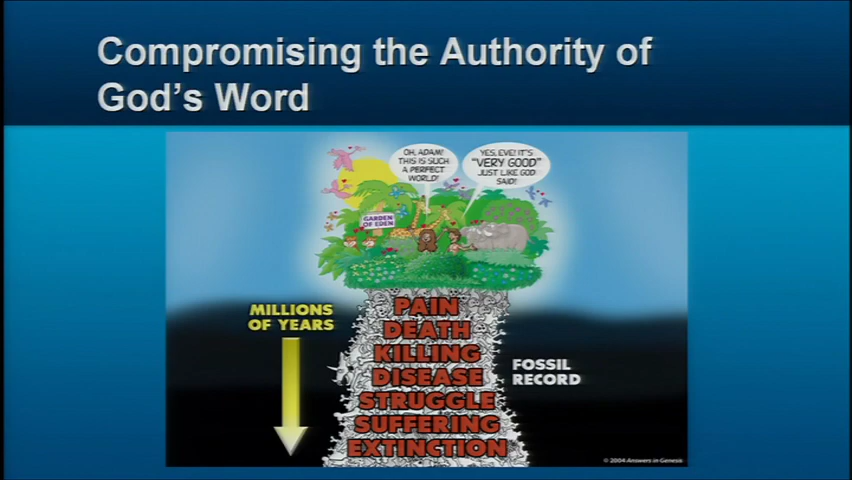 Compromising the Authority of
God's Word
OH, ADAM!
THIS IS SUCH
A PERFECT
WORLD!
YES, EVE! IT'S
"VERY GOOD"
JUST LIKE GOD
SAID!
GARDEN
OF EDEN
MILLIONS
OF YEARS
PAIN
DEATH
KILLING
DISEASE
STRUGGLE
SUFFERING
EXTINCTION
FOSSIL
RECORD
© 2004 Answers in Genesis